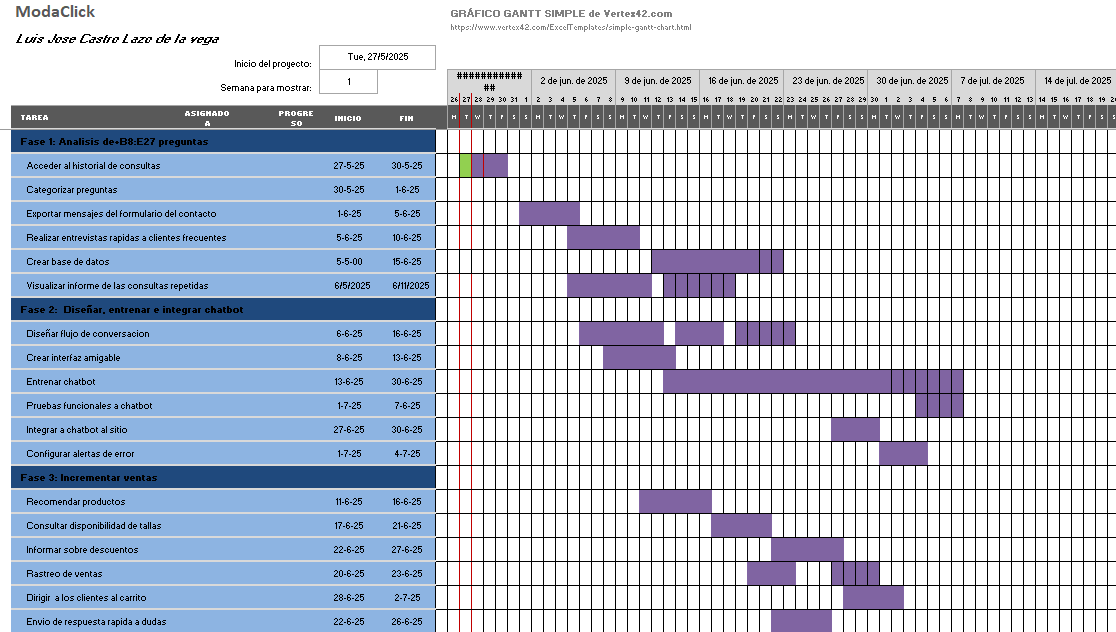 ModaClick
GRÁFICO GANTT SIMPLE de Vertex42.com
https://www.vertex42.com/ExcelTemplates/simple-gantt-chart.html
Luis Jose Castro Lazo de la vega
Inicio del proyecto: Tue, 27/5/2025
Semana para mostrar: 1
########### ## 2 de jun. de 2025 9 de jun. de 2025 16 de jun. de 2025 23 de jun. de 2025 30 de jun. de 2025 7 de jul. de 2025 14 de jul. de 2025
26 27 28 29 30 31 1 2 3 4 5 6 7 8 9 10 11 12 13 14 15 16 17 18 19 20 21 22 23 24 25 26 27 28 29 30 1 2 3 4 5 6 7 8 9 10 11 12 13 14 15 16 17 18 19 20
TAREA ASIGNADO A PROGRESO INICIO FIN M T W T F S S M T W T F S S M T W T F S S M T W T F S S M T W T F S S M T W T F S S M T W T F S S M T W T F S S
Fase 1: Analisis de+B8:E27 preguntas
Acceder al historial de consultas 27-5-25 30-5-25
Categorizar preguntas 30-5-25 1-6-25
Exportar mensajes del formulario del contacto 1-6-25 5-6-25
Realizar entrevistas rapidas a clientes frecuentes 5-6-25 10-6-25
Crear base de datos 5-5-00 15-6-25
Visualizar informe de las consultas repetidas 6/5/2025 6/11/2025
Fase 2: Diseñar, entrenar e integrar chatbot
Diseñar flujo de conversacion 6-6-25 16-6-25
Crear interfaz amigable 8-6-25 13-6-25
Entrenar chatbot 13-6-25 30-6-25
Pruebas funcionales a chatbot 1-7-25 7-6-25
Integrar a chatbot al sitio 27-6-25 30-6-25
Configurar alertas de error 1-7-25 4-7-25
Fase 3: Incrementar ventas
Recomendar productos 11-6-25 16-6-25
Consultar disponibilidad de tallas 17-6-25 21-6-25
Informar sobre descuentos 22-6-25 27-6-25
Rastreo de ventas 20-6-25 23-6-25
Dirigir a los clientes al carrito 28-6-25 2-7-25
Envio de respuesta rapida a dudas 22-6-25 26-6-25